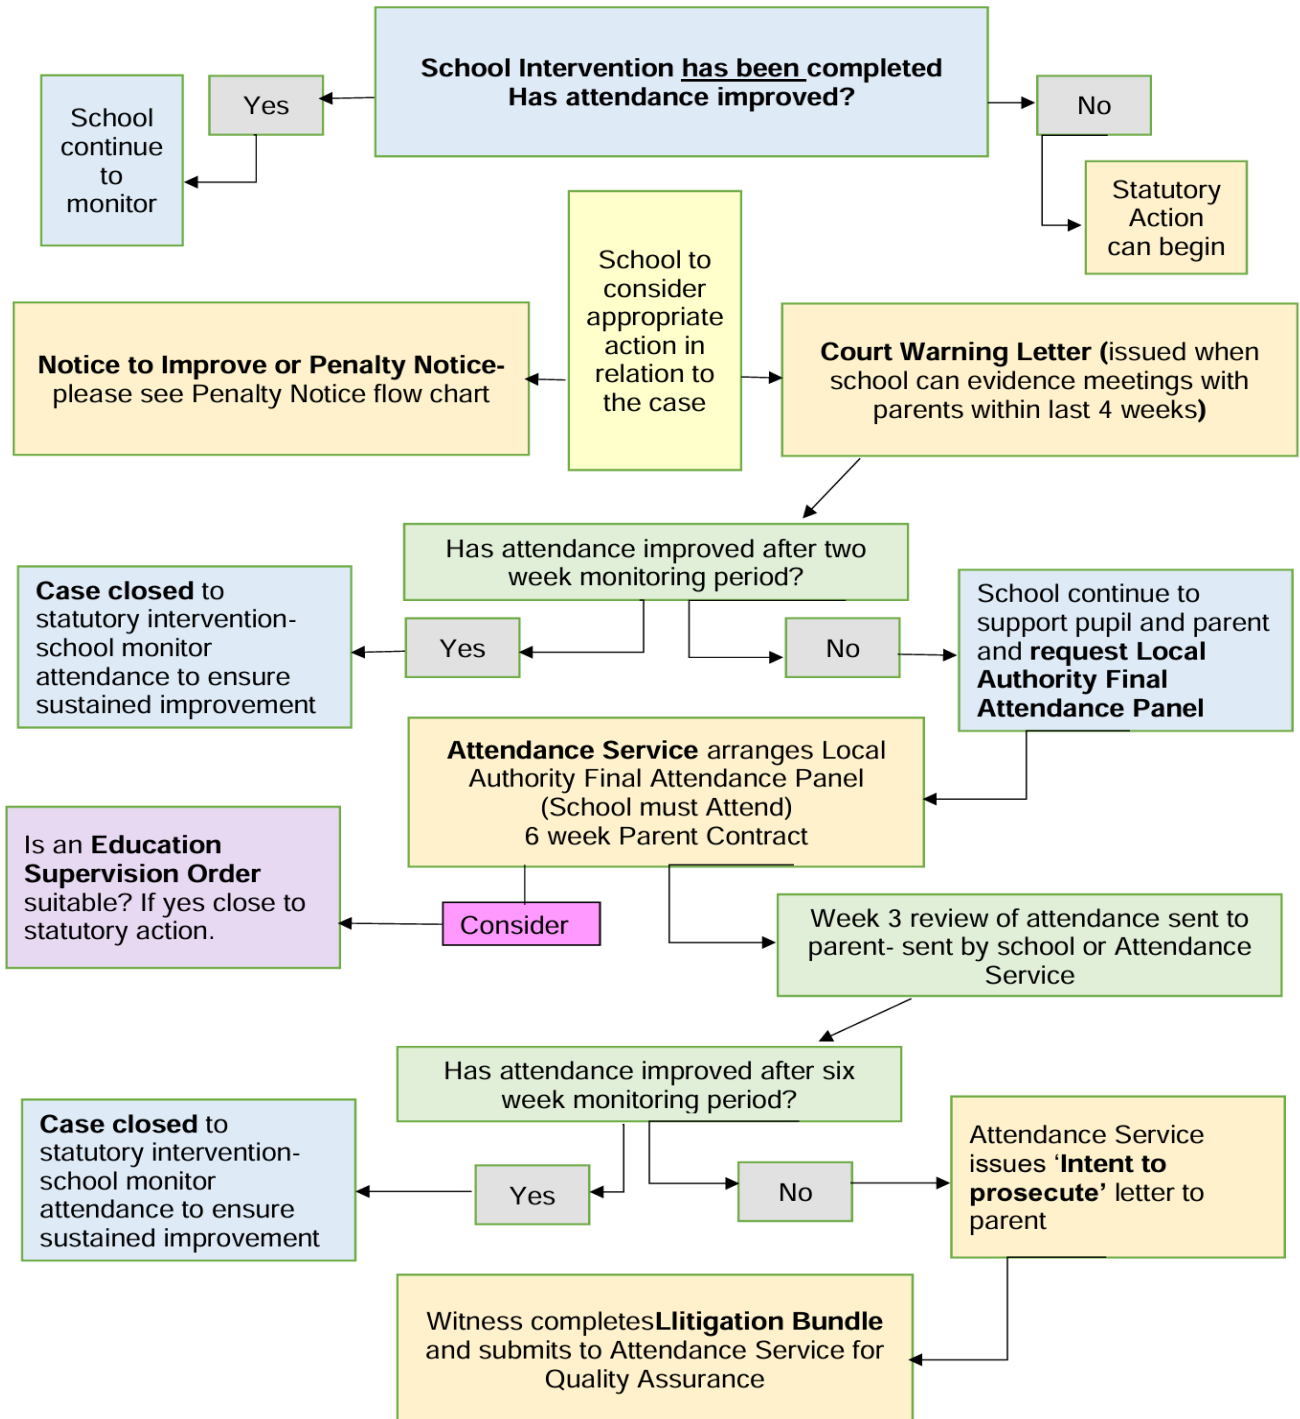 School Intervention has been completed
Has attendance improved?
Yes
No
School
continue
to
monitor
Statutory
Action
can begin
School to
consider
appropriate
action in
relation to
the case
Notice to Improve or Penalty Notice-
please see Penalty Notice flow chart
Court Warning Letter (issued when
school can evidence meetings with
parents within last 4 weeks)
Has attendance improved after two
week monitoring period?
Yes
No
Case closed to
statutory intervention-
school monitor
attendance to ensure
sustained improvement
School continue to
support pupil and parent
and request Local
Authority Final
Attendance Panel
Attendance Service arranges Local
Authority Final Attendance Panel
(School must Attend)
6 week Parent Contract
Consider
Is an Education
Supervision Order
suitable? If yes close to
statutory action.
Week 3 review of attendance sent to
parent- sent by school or Attendance
Service
Has attendance improved after six
week monitoring period?
Yes
No
Case closed to
statutory intervention-
school monitor
attendance to ensure
sustained improvement
Attendance Service
issues ‘Intent to
prosecute’ letter to
parent
Witness completesLlitigation Bundle
and submits to Attendance Service for
Quality Assurance